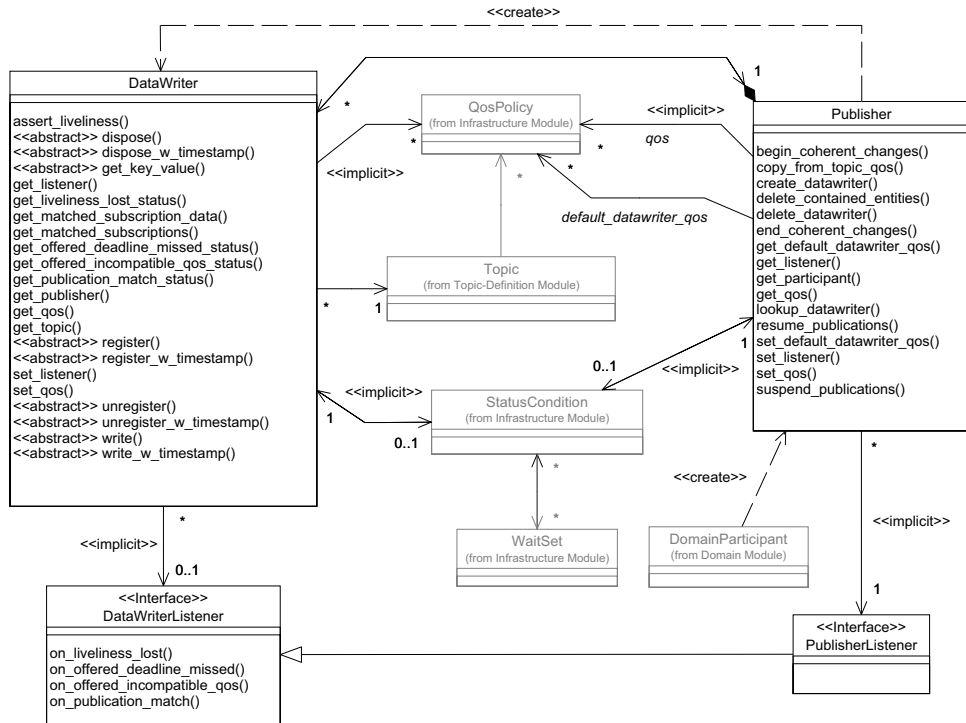 <<create>>
DataWriter
assert_liveliness()
<<abstract>> dispose()
<<abstract>> dispose_w_timestamp()
<<abstract>> get_key_value()
get_listener()
get_liveliness_lost_status()
get_matched_subscription_data()
get_matched_subscriptions()
get_offered_deadline_missed_status()
get_offered_incompatible_qos_status()
get_publication_match_status()
get_publisher()
get_qos()
get_topic()
<<abstract>> register()
<<abstract>> register_w_timestamp()
set_listener()
set_qos()
<<abstract>> unregister()
<<abstract>> unregister_w_timestamp()
<<abstract>> write()
<<abstract>> write_w_timestamp()
*
1
QosPolicy
(from Infrastructure Module)
*
*
*
*
<<implicit>>
<<implicit>>
qos
default_datawriter_qos
Publisher
begin_coherent_changes()
copy_from_topic_qos()
create_datawriter()
delete_contained_entities()
delete_datawriter()
end_coherent_changes()
get_default_datawriter_qos()
get_listener()
get_participant()
get_qos()
lookup_datawriter()
resume_publications()
set_default_datawriter_qos()
set_listener()
set_qos()
suspend_publications()
Topic
(from Topic-Definition Module)
*
1
1
0..1
<<implicit>>
<<implicit>>
1
0..1
StatusCondition
(from Infrastructure Module)
*
*
WaitSet
(from Infrastructure Module)
<<create>>
DomainParticipant
(from Domain Module)
*
<<implicit>>
1
*
<<implicit>>
0..1
<<Interface>>
DataWriterListener
on_liveliness_lost()
on_offered_deadline_missed()
on_offered_incompatible_qos()
on_publication_match()
<<Interface>>
PublisherListener